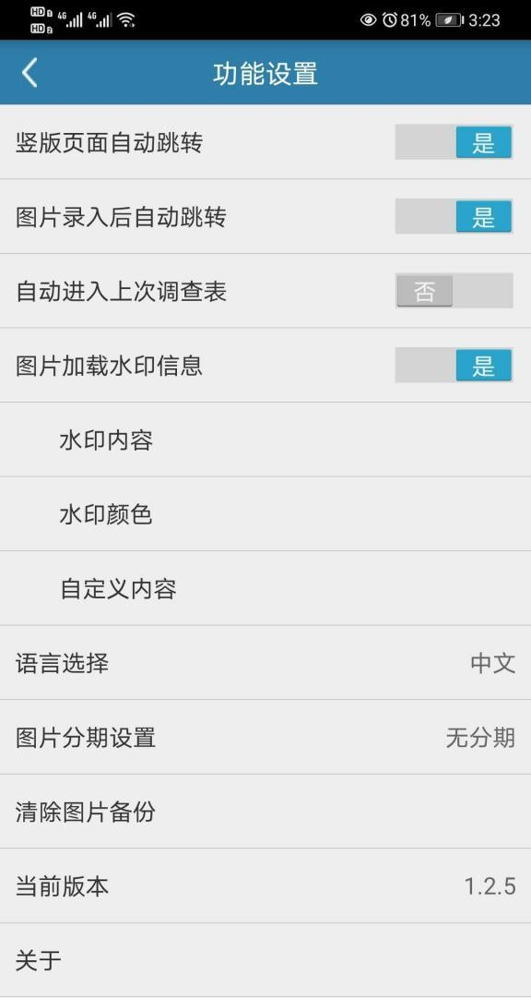 HD 1 4G 4G 81% 3:23
HD 2
功能设置
竖版页面自动跳转 是
图片录入后自动跳转 是
自动进入上次调查表 否
图片加载水印信息 是
水印内容
水印颜色
自定义内容
语言选择 中文
图片分期设置 无分期
清除图片备份
当前版本 1.2.5
关于